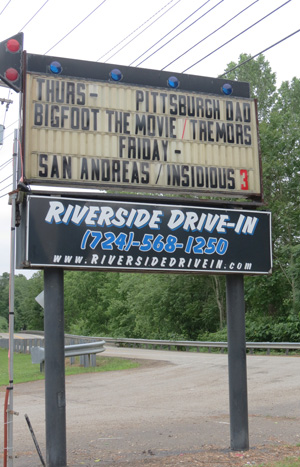 THURS- PITTSBURGH DAD
BIGFOOT THE MOVIE / TREMORS
FRIDAY -
SAN ANDREAS / INSIDIOUS 3
RIVERSIDE DRIVE-IN
(724)-568-1250
www.RIVERSIDEDRIVEIN.com